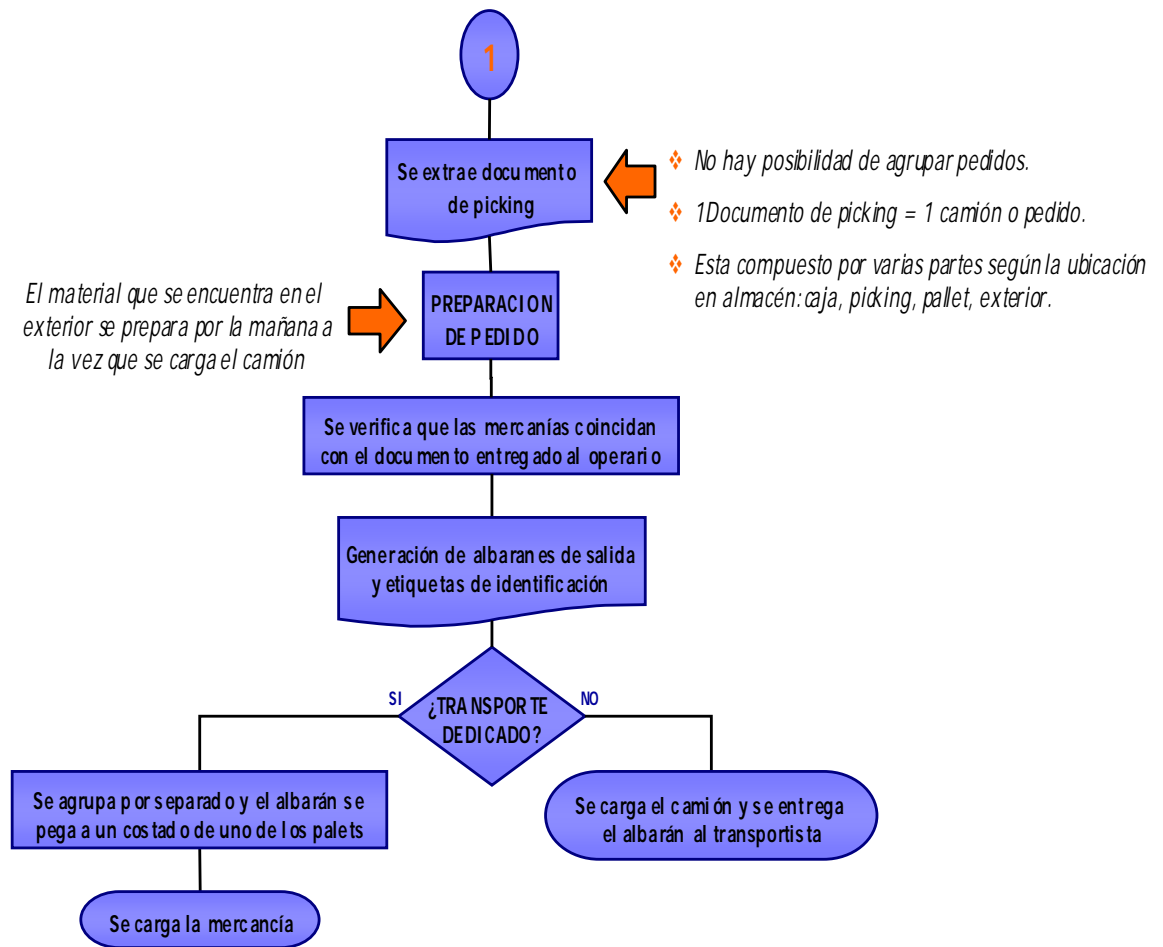 1
Se extrae documento
de picking
❖ No hay posibilidad de agrupar pedidos.
❖ 1Documento de picking = 1 camión o pedido.
❖ Esta compuesto por varias partes según la ubicación
en almacén: caja, picking, pallet, exterior.
El material que se encuentra en el
exterior se prepara por la mañana a
la vez que se carga el camión
PREPARACION
DE PEDIDO
Se verifica que las mercanías coincidan
con el documento entregado al operario
Generación de albaranes de salida
y etiquetas de identificación
SI
¿TRANSPORTE
DEDICADO?
NO
Se agrupa por separado y el albarán se
pega a un costado de uno de los palets
Se carga el camión y se entrega
el albarán al transportista
Se carga la mercancía